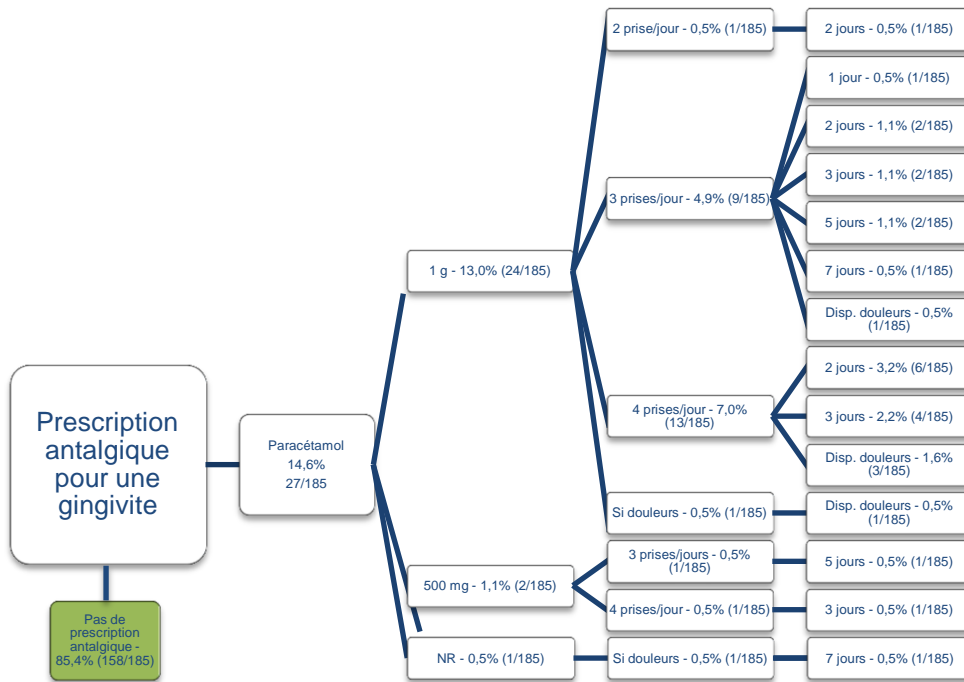 Prescription
antalgique
pour une
gingivite
Pas de
prescription
antalgique -
85,4% (158/185)
Paracétamol
14,6%
27/185
1 g - 13,0% (24/185)
2 prise/jour - 0,5% (1/185)
2 jours - 0,5% (1/185)
3 prises/jour - 4,9% (9/185)
1 jour - 0,5% (1/185)
2 jours - 1,1% (2/185)
3 jours - 1,1% (2/185)
5 jours - 1,1% (2/185)
7 jours - 0,5% (1/185)
Disp. douleurs - 0,5%
(1/185)
4 prises/jour - 7,0%
(13/185)
2 jours - 3,2% (6/185)
3 jours - 2,2% (4/185)
Disp. douleurs - 1,6%
(3/185)
Si douleurs - 0,5% (1/185)
Disp. douleurs - 0,5%
(1/185)
500 mg - 1,1% (2/185)
3 prises/jours - 0,5%
(1/185)
5 jours - 0,5% (1/185)
4 prises/jour - 0,5% (1/185)
3 jours - 0,5% (1/185)
NR - 0,5% (1/185)
Si douleurs - 0,5% (1/185)
7 jours - 0,5% (1/185)